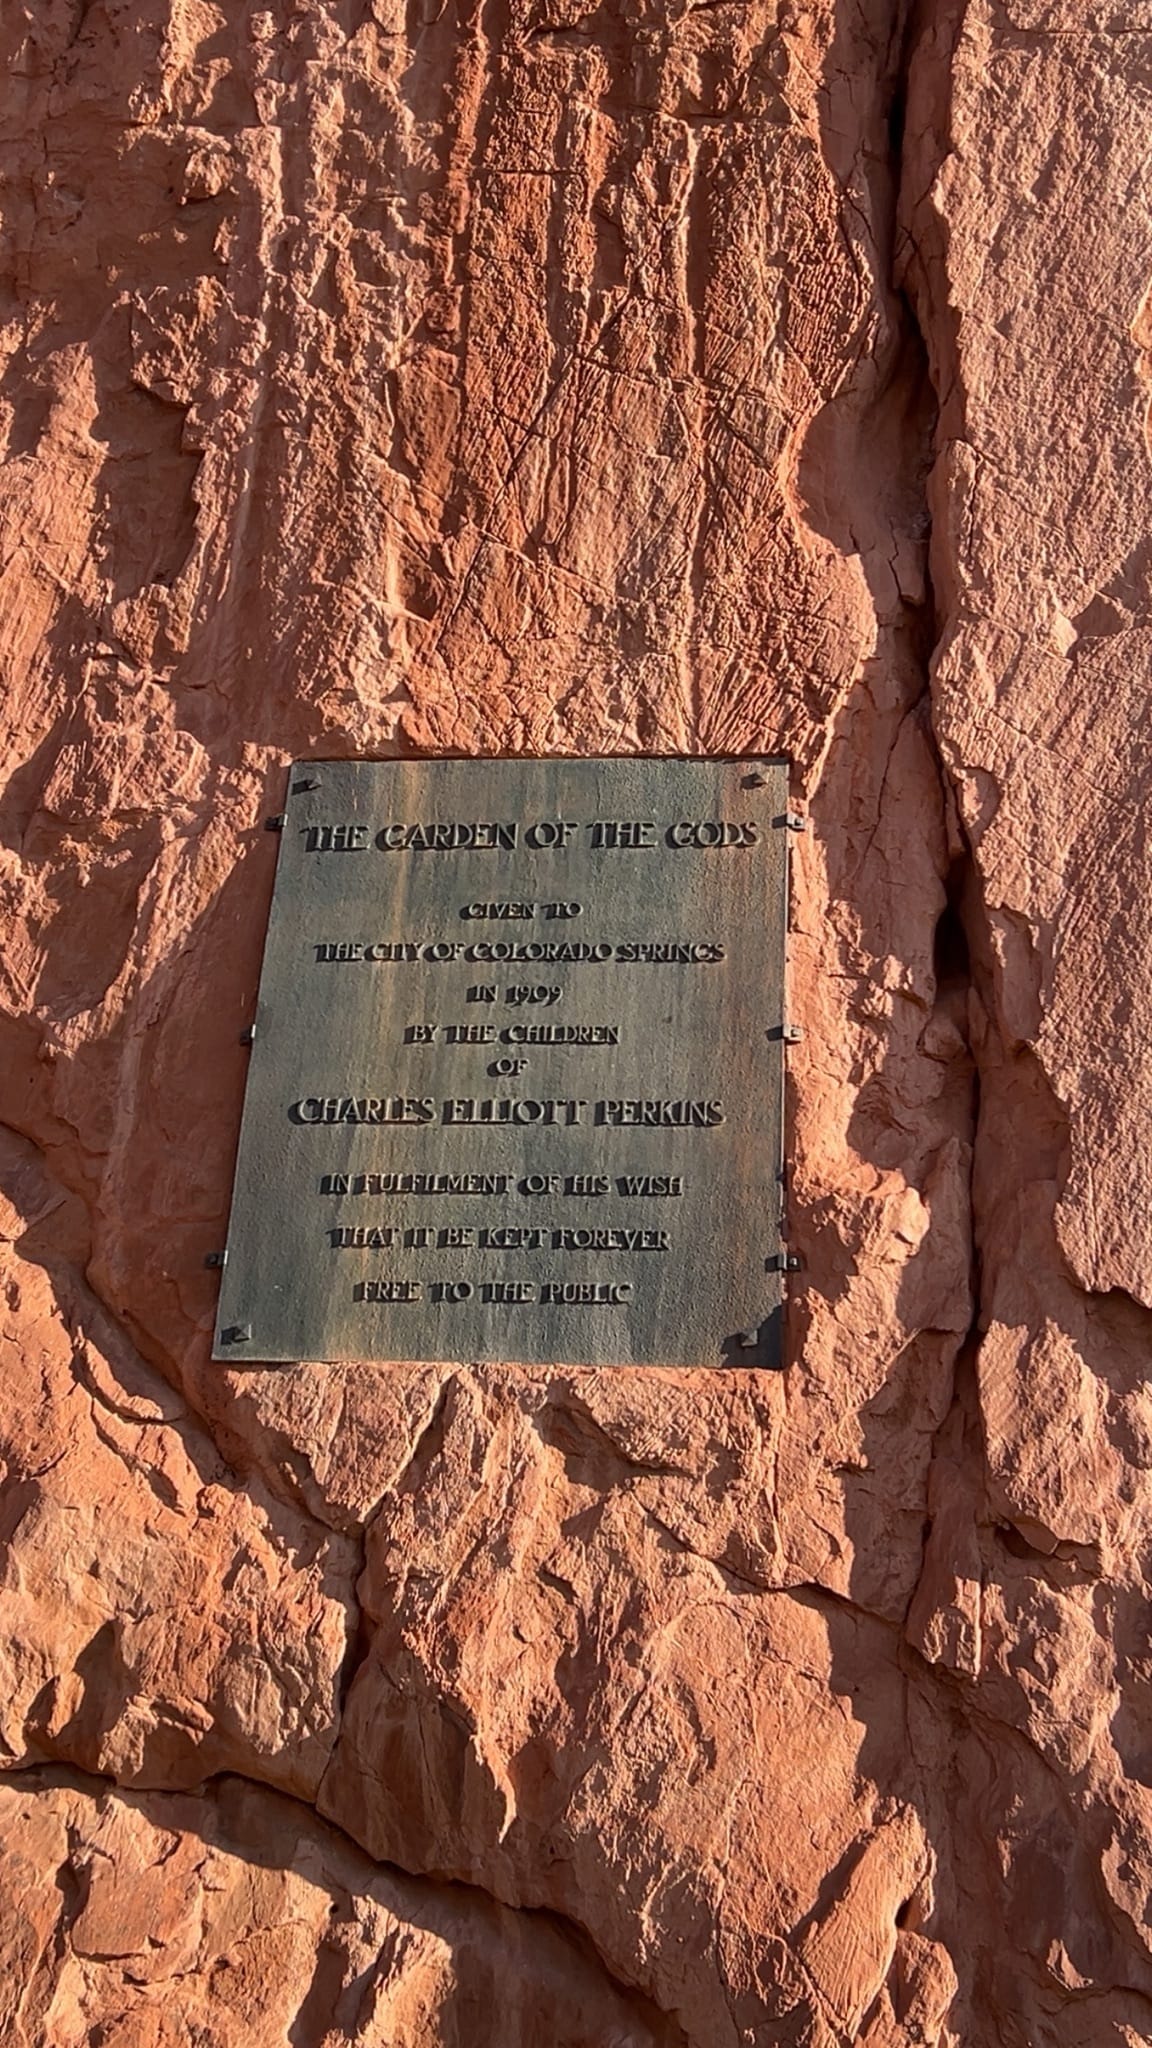 THE GARDEN OF THE GODS
GIVEN TO
THE CITY OF COLORADO SPRINGS
IN 1909
BY THE CHILDREN
OF
CHARLES ELLIOTT PERKINS
IN FULFILMENT OF HIS WISH
THAT IT BE KEPT FOREVER
FREE TO THE PUBLIC